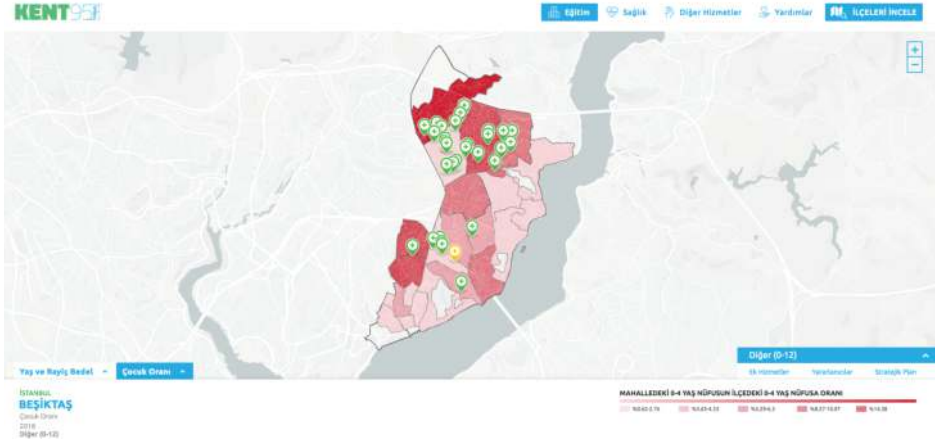 KENT95
Eğitim
Sağlık
Diğer Hizmetler
Yardımlar
İLÇELERİ İNCELE
+
−
Diğer (0-12)
Ek Hizmetler
Yararlanıcılar
Stratejik Plan
Yaş ve Rayiç Bedel
Çocuk Oranı
İSTANBUL
BEŞİKTAŞ
Çocuk Oranı
2018
Diğer (0-12)
MAHALLEDEKİ 0-4 YAŞ NÜFUSUN İLÇEDEKİ 0-4 YAŞ NÜFUSA ORANI